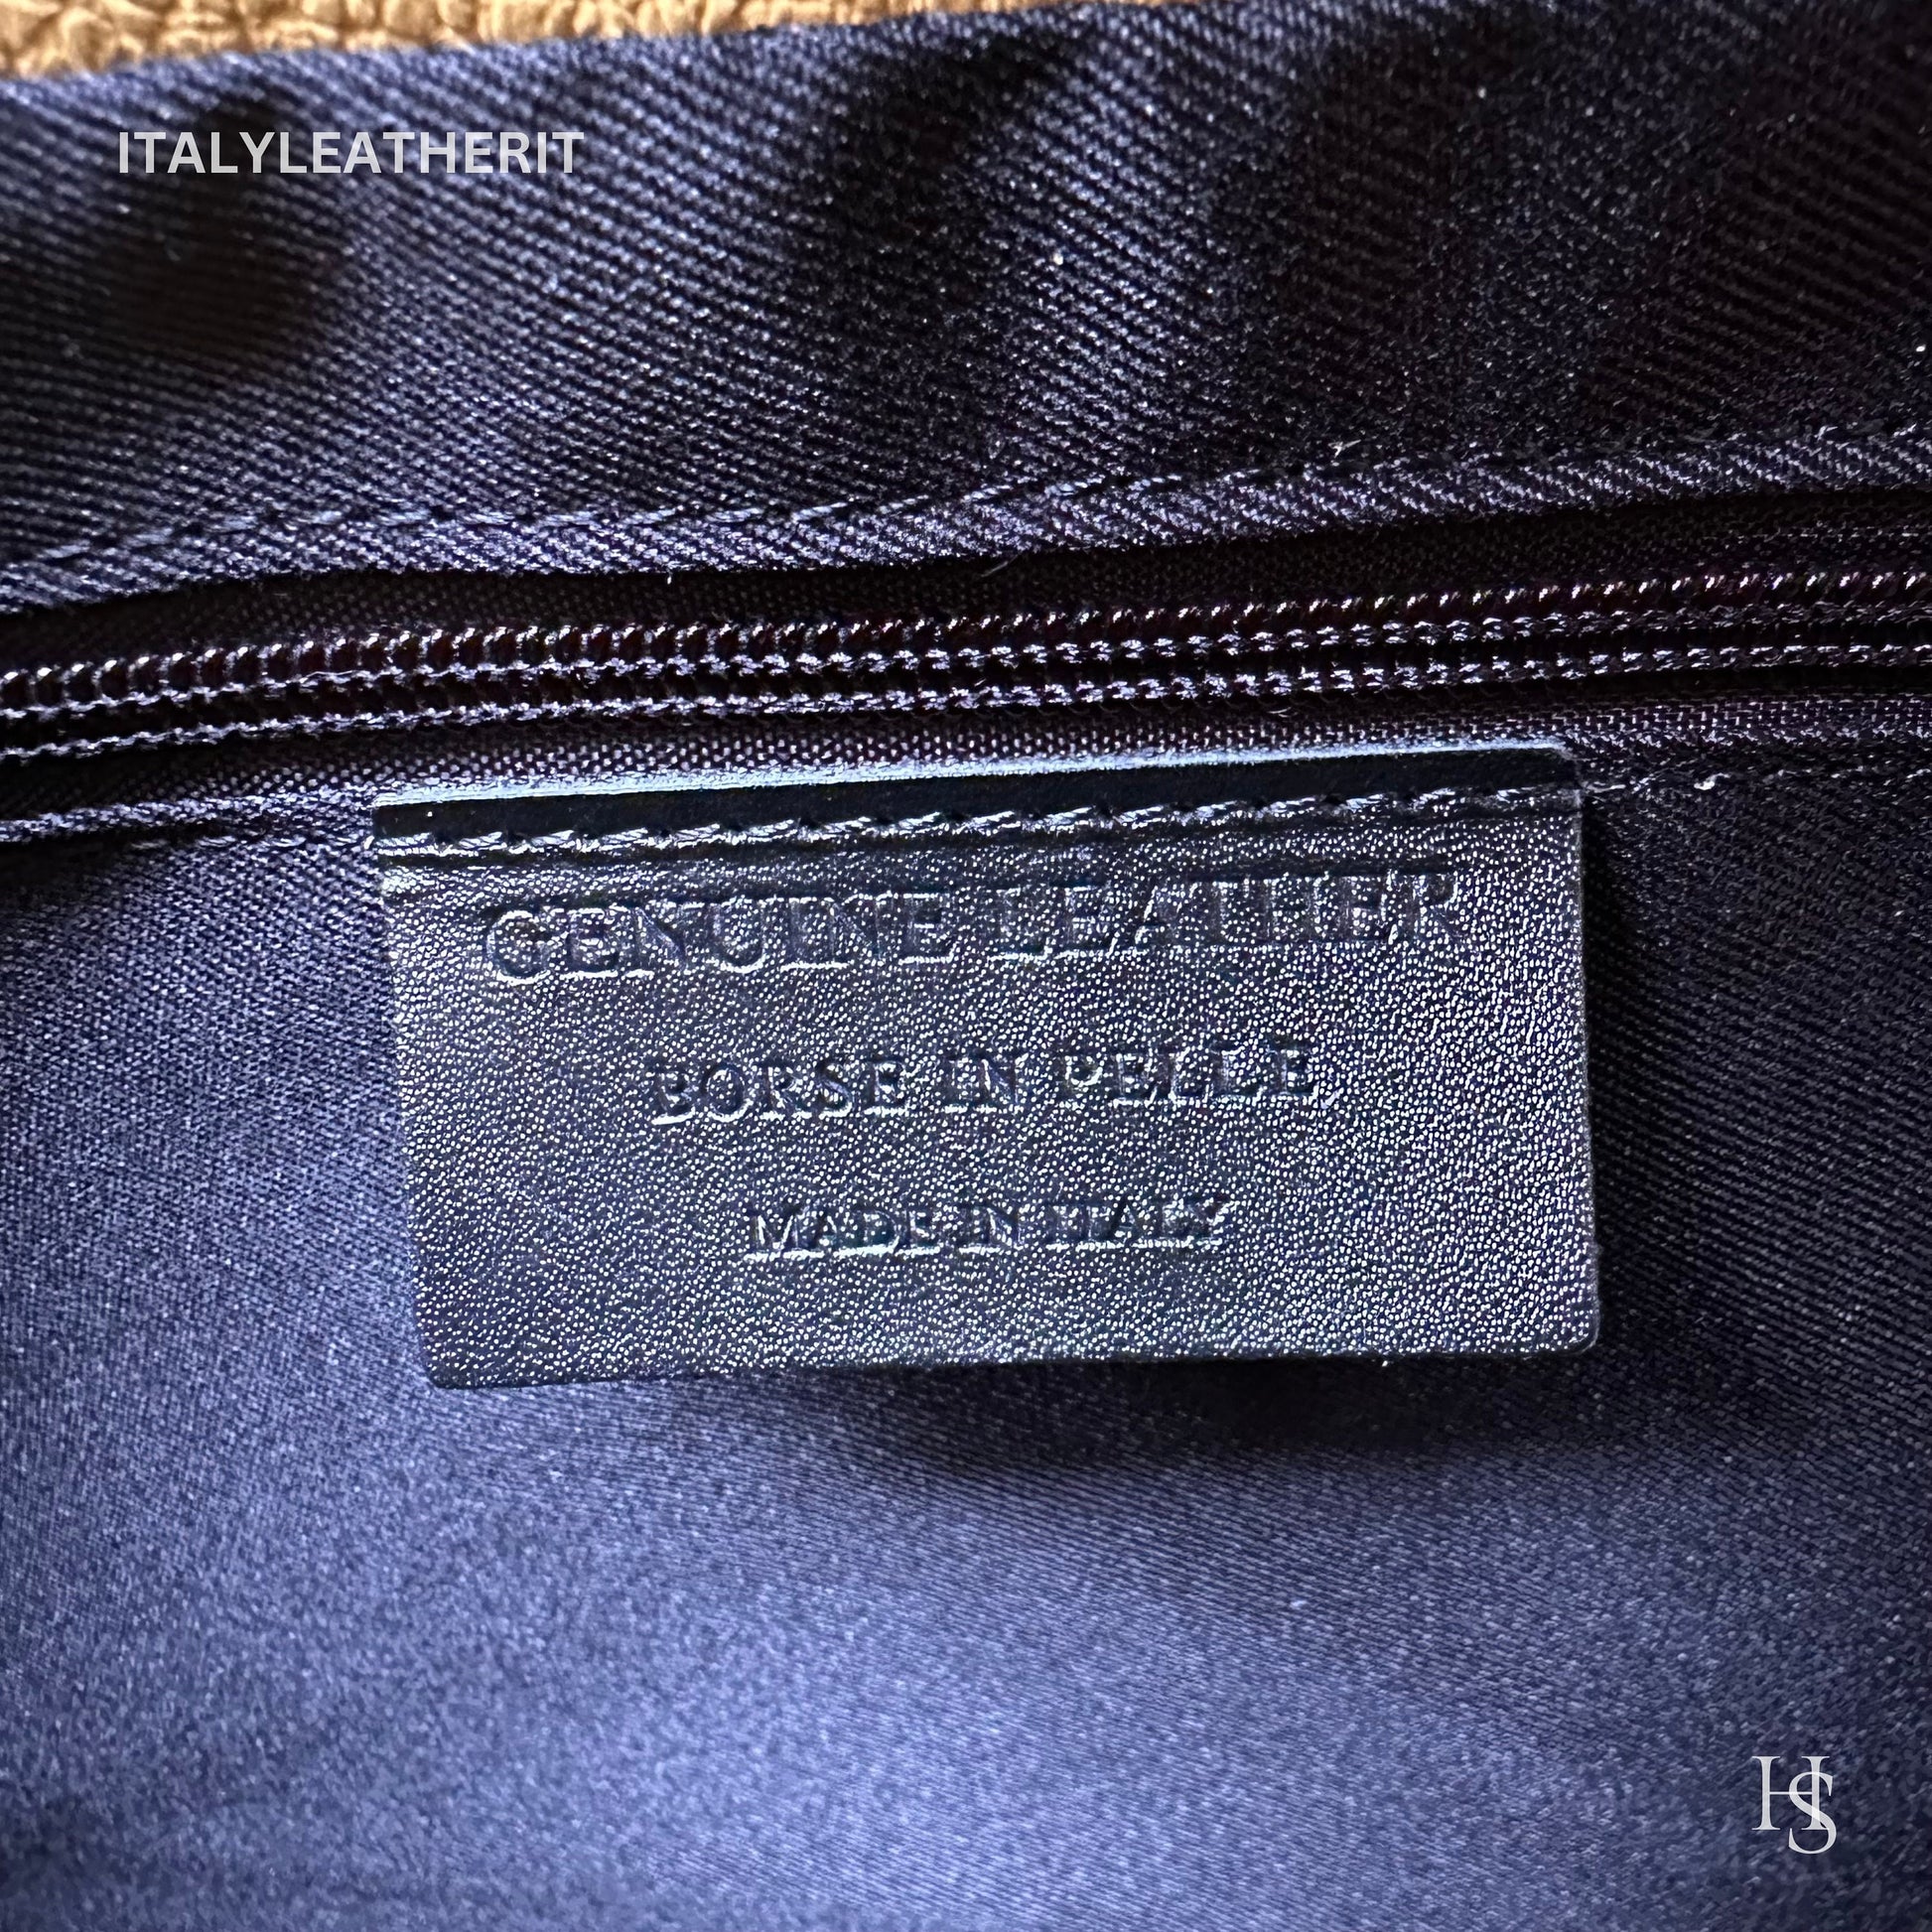 ITALYLEATHERIT
GENUINE LEATHER
BORSE IN PELLE
MADE IN ITALY
HS